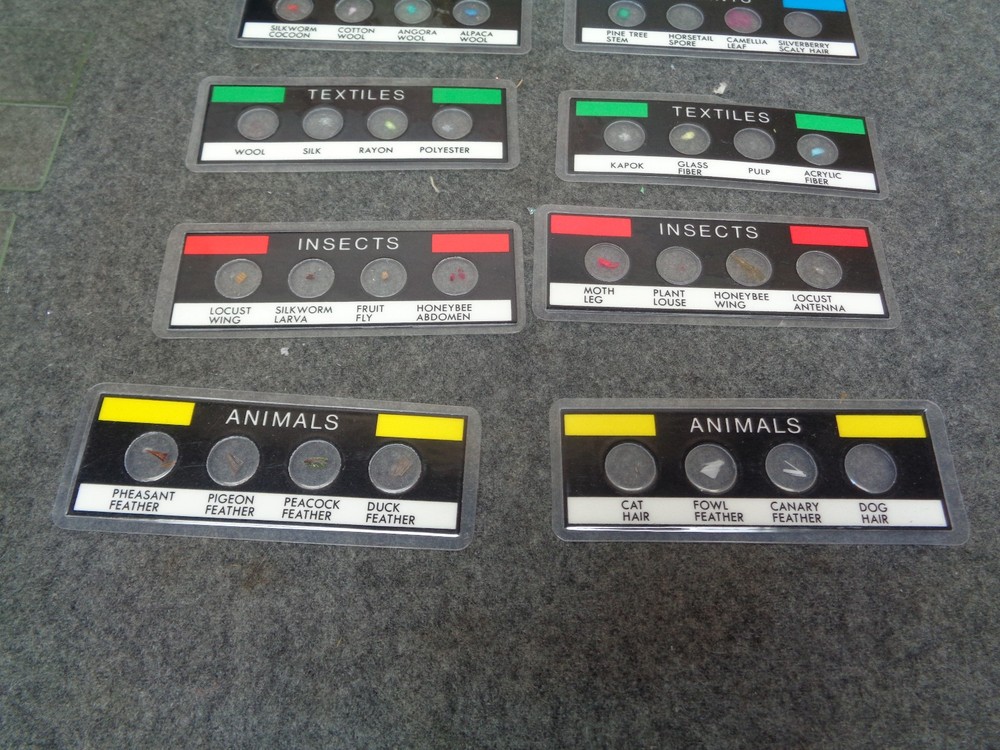 SILKWORM COTTON ANGORA ALPACA
COCOON WOOL WOOL WOOL
PINE TREE HORSETAIL CAMELLIA SILVERBERRY
STEM SPORE LEAF SCALY HAIR
TEXTILES
WOOL SILK RAYON POLYESTER
TEXTILES
KAPOK GLASS PULP ACRYLIC
FIBER FIBER
INSECTS
LOCUST SILKWORM FRUIT HONEYBEE
WING LARVA FLY ABDOMEN
INSECTS
MOTH PLANT HONEYBEE LOCUST
LEG LOUSE WING ANTENNA
ANIMALS
PHEASANT PIGEON PEACOCK DUCK
FEATHER FEATHER FEATHER FEATHER
ANIMALS
CAT FOWL CANARY DOG
HAIR FEATHER FEATHER HAIR